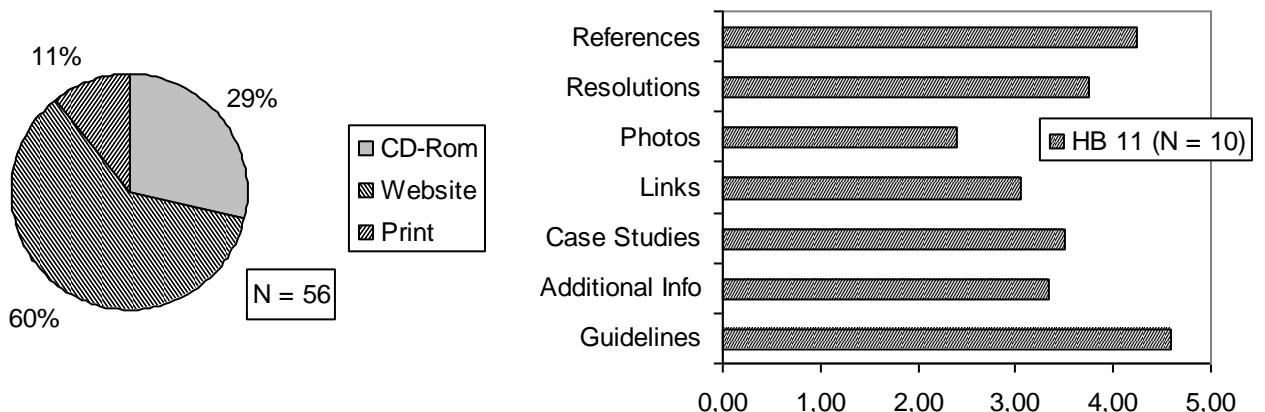 11%
29%
60%
CD-Rom
Website
Print
N = 56
References
Resolutions
Photos
Links
Case Studies
Additional Info
Guidelines
HB 11 (N = 10)
0,00 1,00 2,00 3,00 4,00 5,00